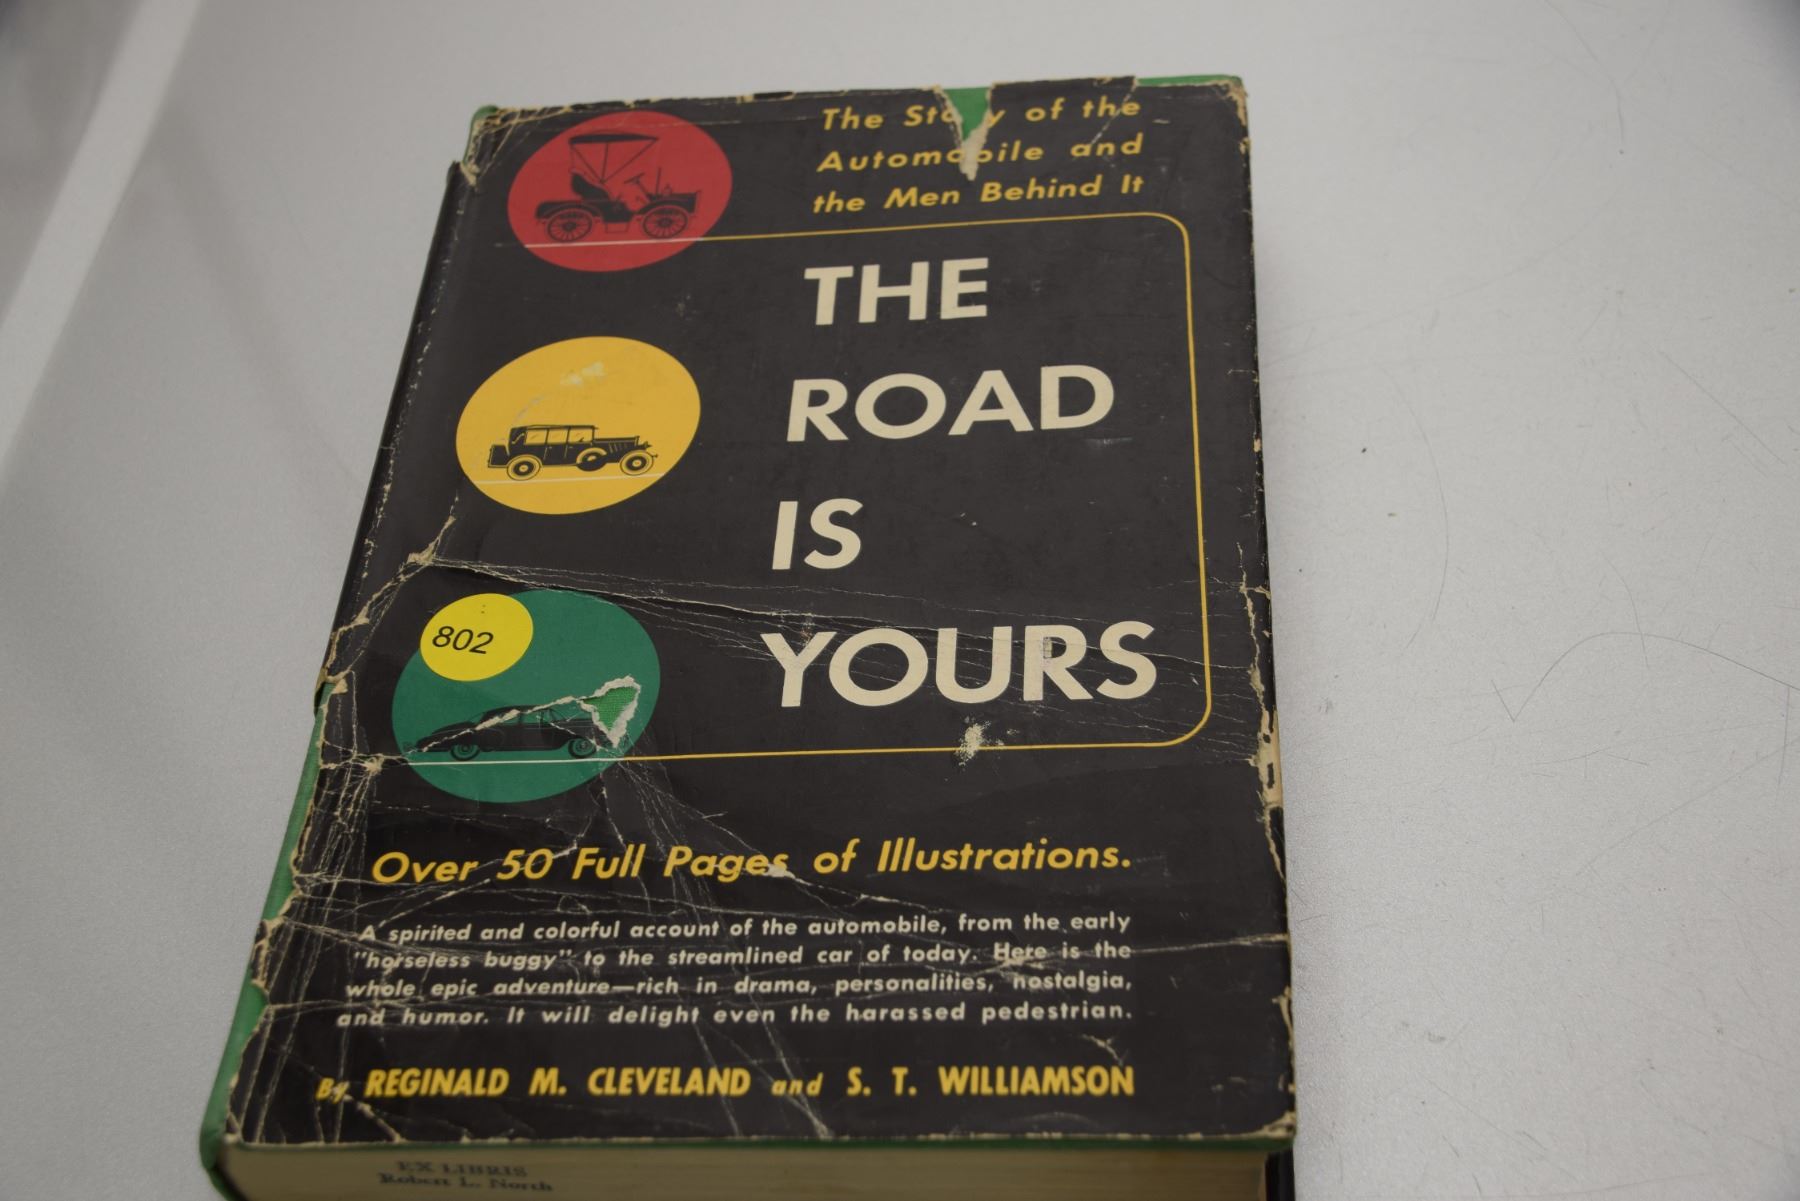 The Story of the
Automobile and
the Men Behind It
THE
ROAD
IS
YOURS
802
Over 50 Full Pages of Illustrations.
A spirited and colorful account of the automobile, from the early
"horseless buggy" to the streamlined car of today. Here is the
whole epic adventure—rich in drama, personalities, nostalgia,
and humor. It will delight even the harassed pedestrian.
By REGINALD M. CLEVELAND and S. T. WILLIAMSON
EX LIBRIS
Robert L. North